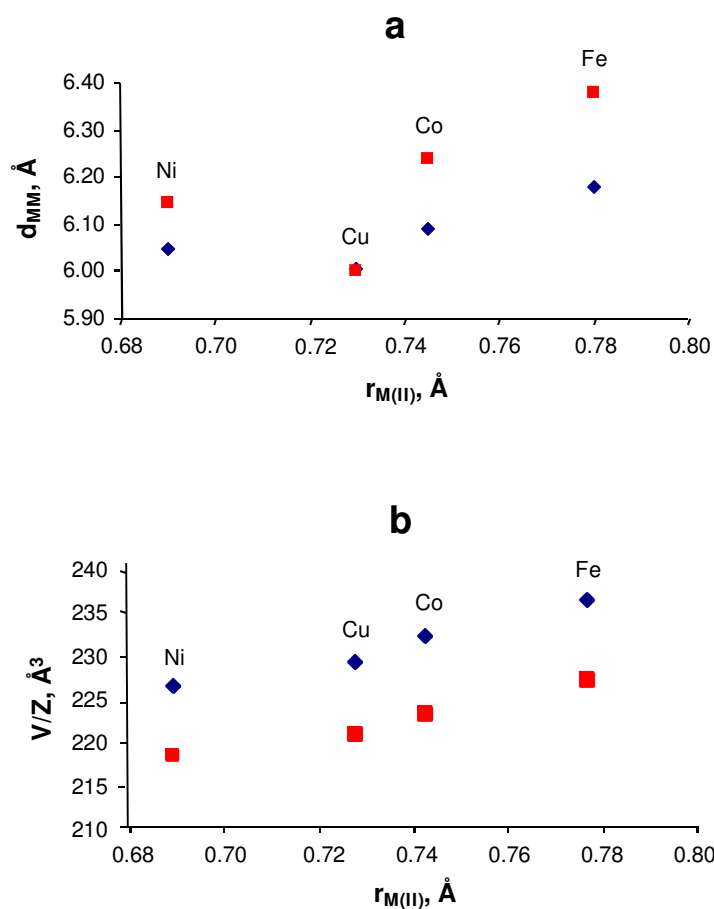 a
Fe
6.40
Co
6.30
Ni
6.20
d_MM, Å
6.10
Cu
6.00
5.90
0.68 0.70 0.72 0.74 0.76 0.78 0.80
r_M(II), Å
b
240
Fe
235
Co
Cu
230
Ni
V/Z, Å³
225
220
215
210
0.68 0.70 0.72 0.74 0.76 0.78 0.80
r_M(II), Å